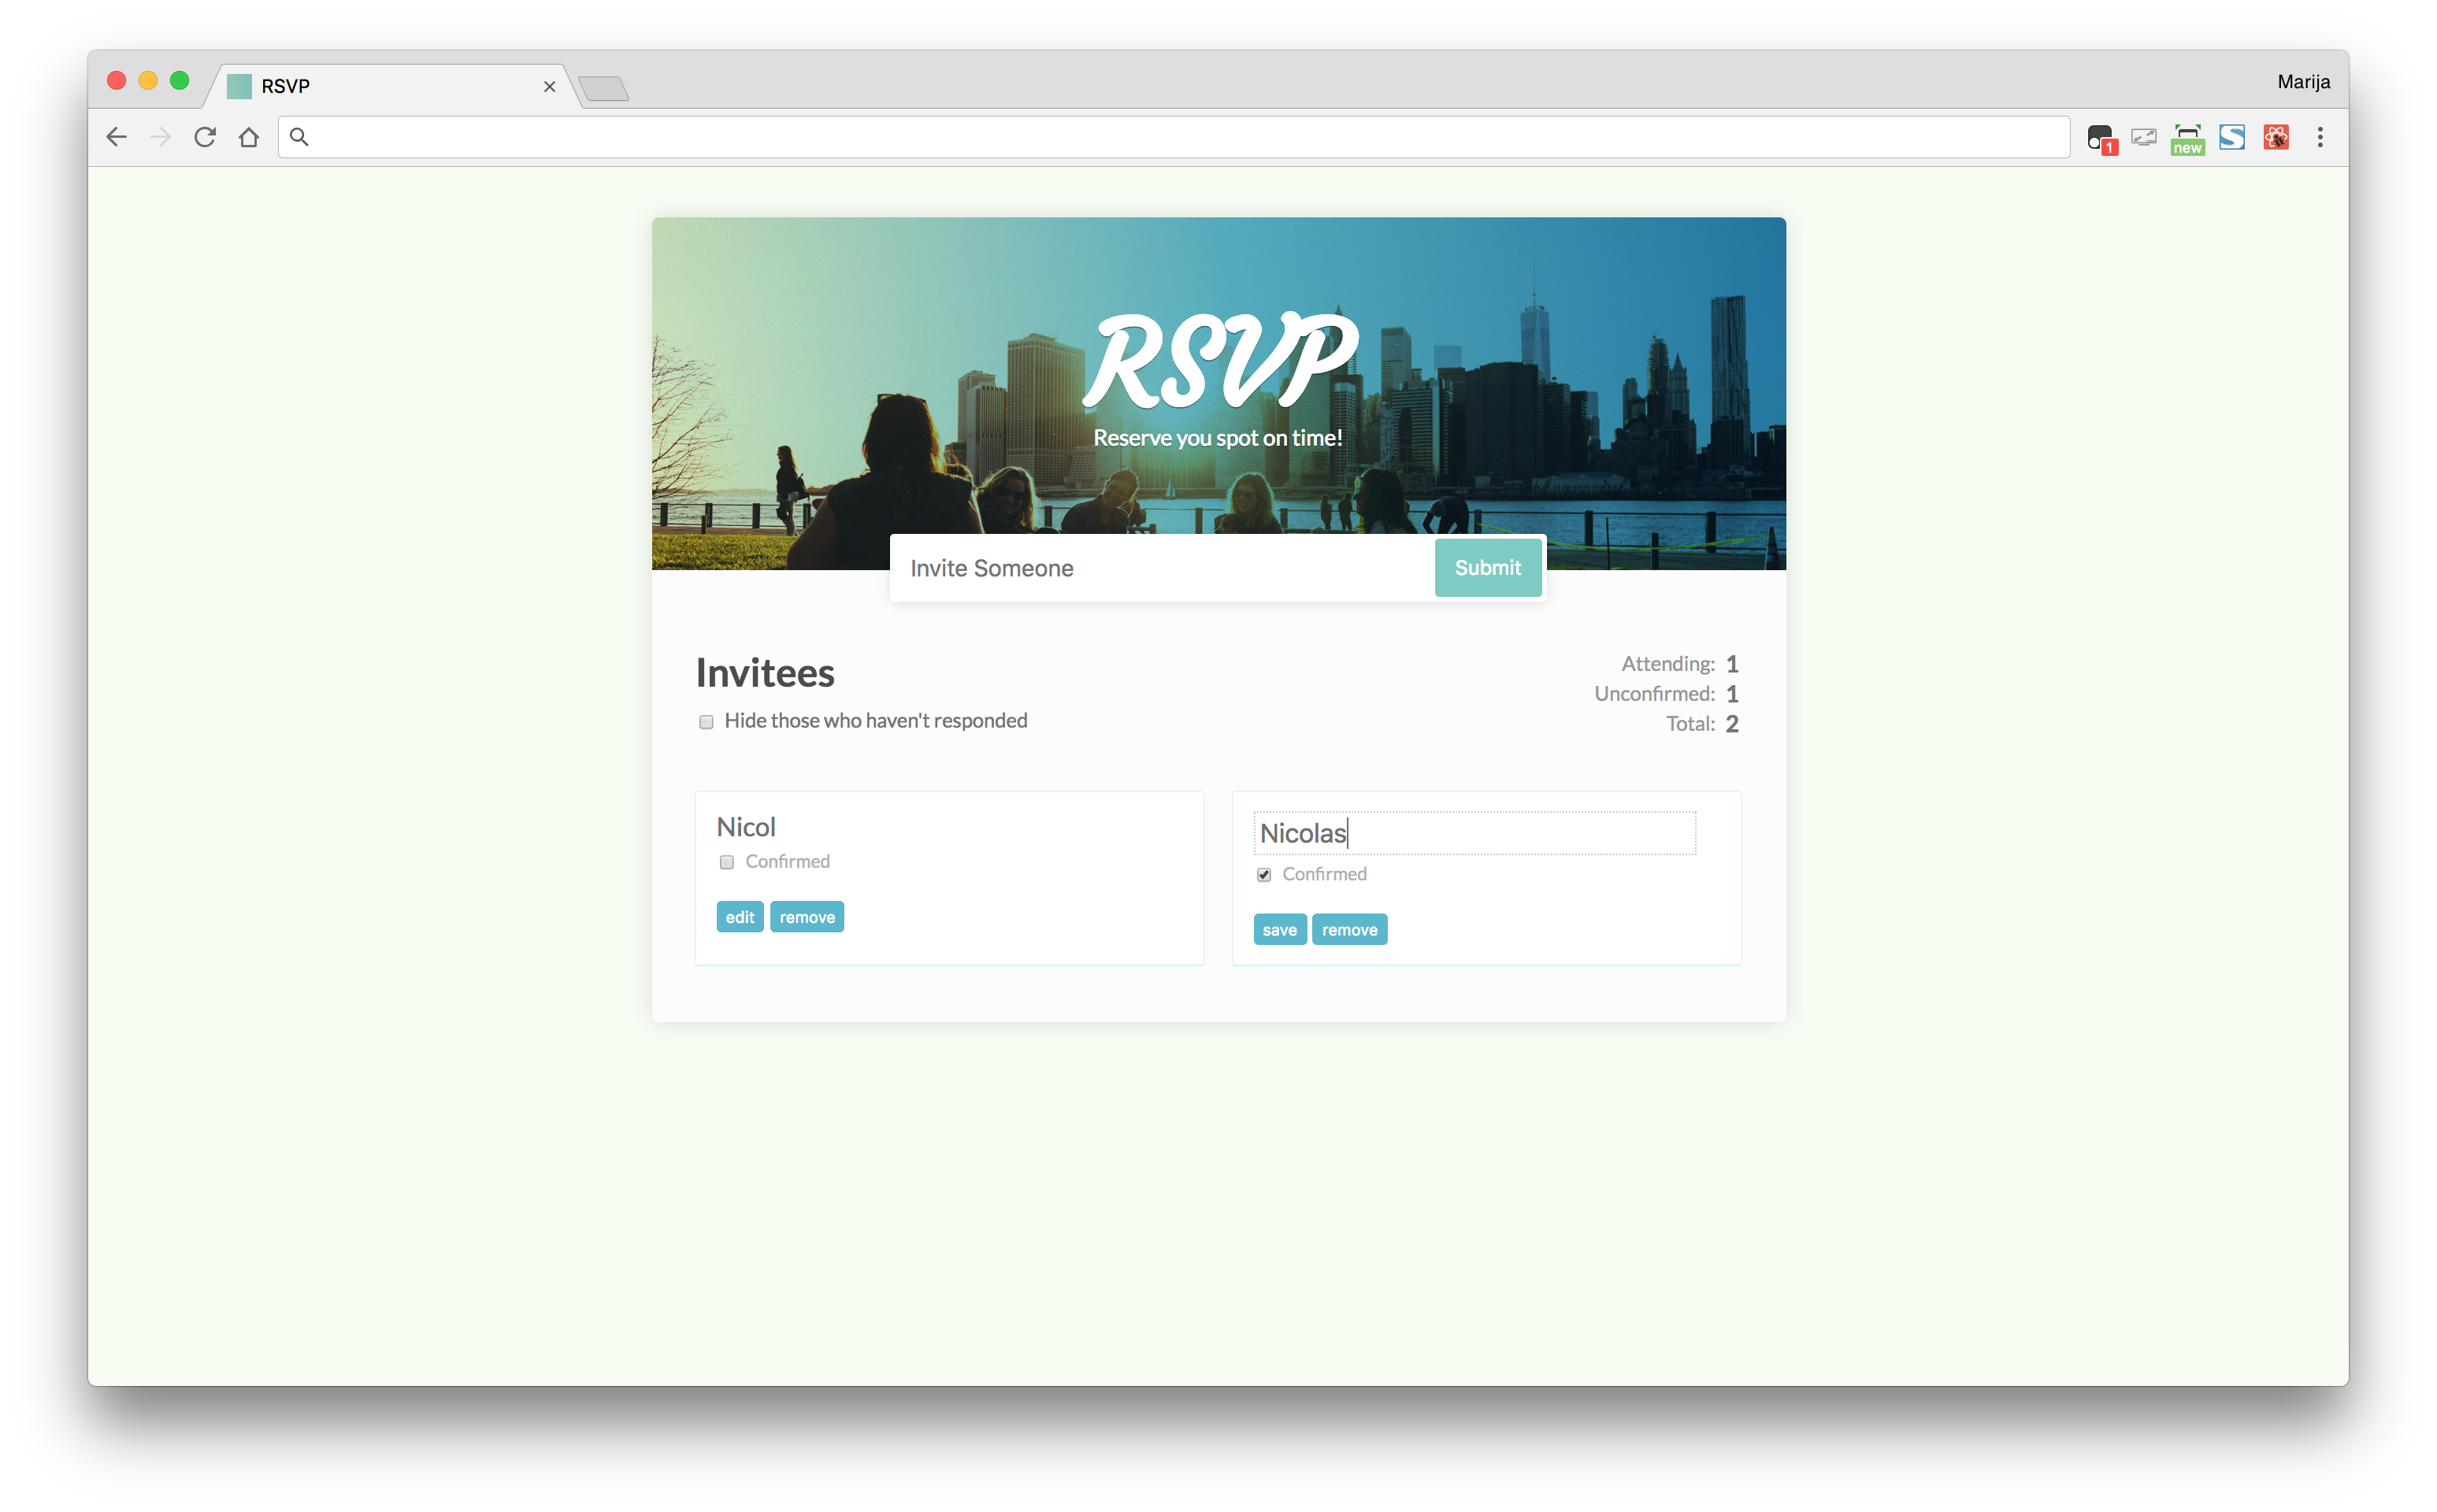 RSVP
Marija
1
new
RSVP
Reserve you spot on time!
Invite Someone
Submit
Invitees
Hide those who haven't responded
Attending: 1
Unconfirmed: 1
Total: 2
Nicol
Confirmed
edit remove
Nicolas
Confirmed
save remove